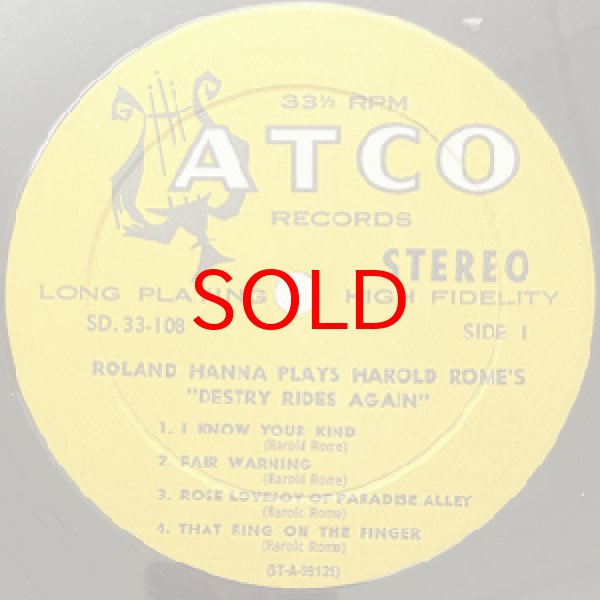 33⅓ RPM
ATCO
RECORDS
STEREO
LONG PLAYING HIGH FIDELITY
SOLD
SD. 33-108 SIDE 1
ROLAND HANNA PLAYS HAROLD ROME'S
"DESTRY RIDES AGAIN"
1. I KNOW YOUR KIND
(Harold Rome)
2. FAIR WARNING
(Harold Rome)
3. ROSE LOVEJOY OF PARADISE ALLEY
(Harold Rome)
4. THAT RING ON THE FINGER
(Harold Rome)